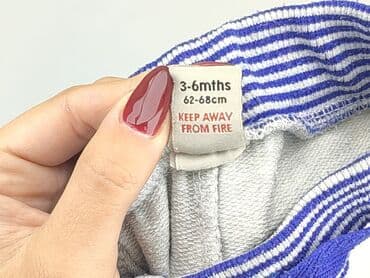 3-6mths
62-68cm
KEEP AWAY
FROM FIRE